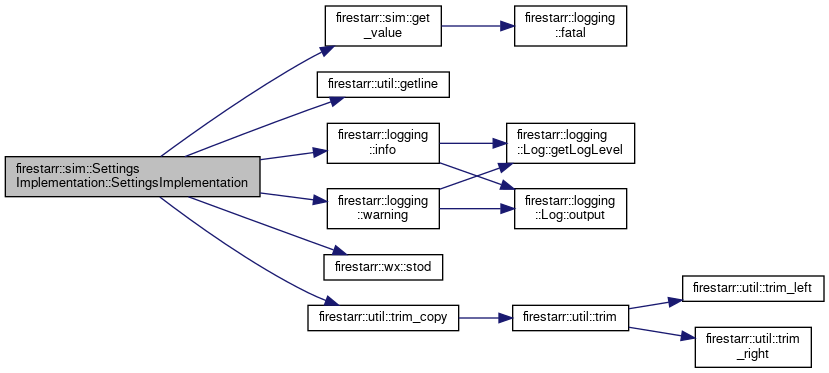 firestarr::sim::Settings
Implementation::SettingsImplementation
firestarr::sim::get
_value
firestarr::logging
::fatal
firestarr::util::getline
firestarr::logging
::info
firestarr::logging
::Log::getLogLevel
firestarr::logging
::warning
firestarr::logging
::Log::output
firestarr::wx::stod
firestarr::util::trim_copy
firestarr::util::trim
firestarr::util::trim_left
firestarr::util::trim
_right